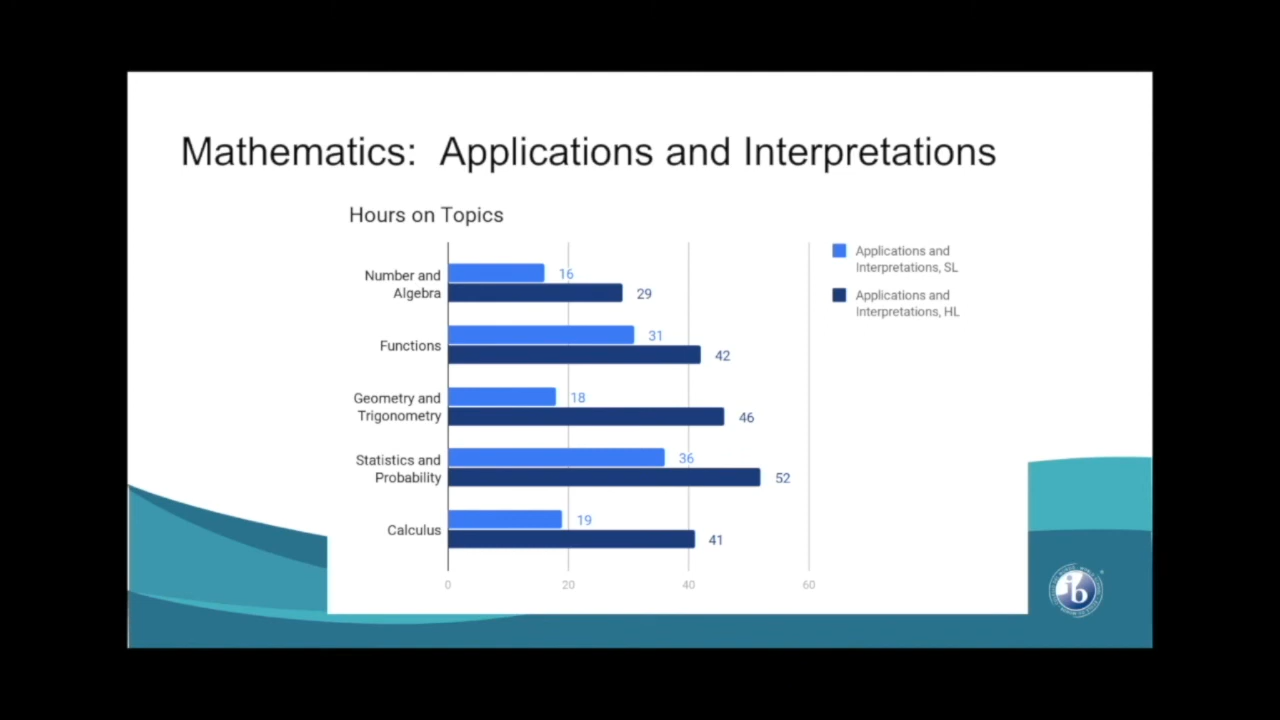 Mathematics: Applications and Interpretations
Hours on Topics
Applications and
Interpretations, SL
Applications and
Interpretations, HL
Number and
Algebra
16
29
Functions
31
42
Geometry and
Trigonometry
18
46
Statistics and
Probability
36
52
Calculus
19
41
0
20
40
60
ib